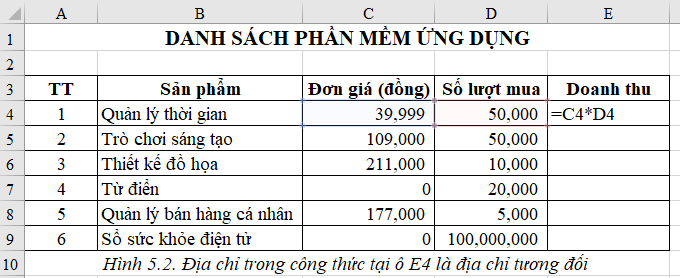 A B C D E
1 DANH SÁCH PHẦN MỀM ỨNG DỤNG
2
3 TT Sản phẩm Đơn giá (đồng) Số lượt mua Doanh thu
4 1 Quản lý thời gian 39,999 50,000 =C4*D4
5 2 Trò chơi sáng tạo 109,000 50,000
6 3 Thiết kế đồ họa 211,000 10,000
7 4 Từ điển 0 20,000
8 5 Quản lý bán hàng cá nhân 177,000 5,000
9 6 Sổ sức khỏe điện tử 0 100,000,000
10 Hình 5.2. Địa chỉ trong công thức tại ô E4 là địa chỉ tương đối